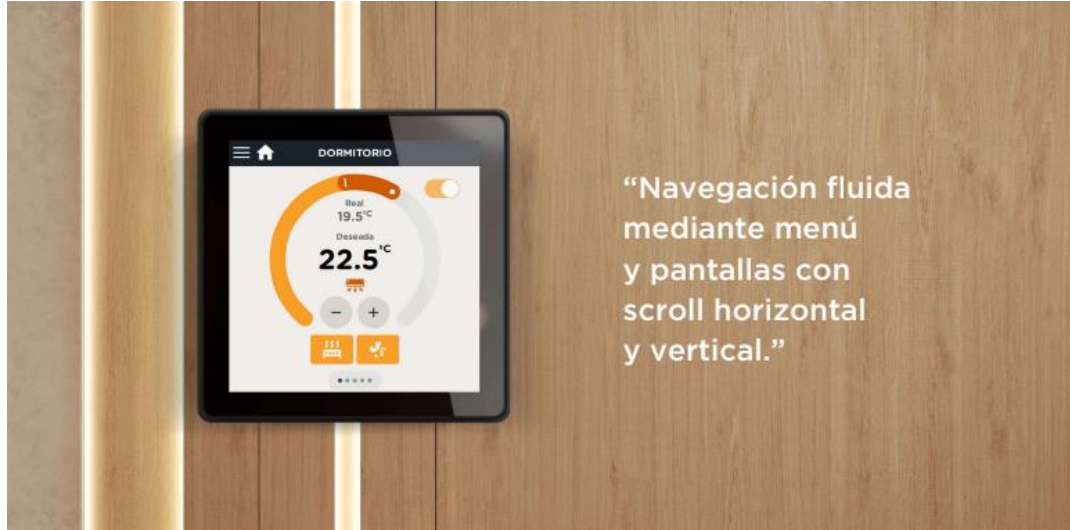 DORMITORIO
Real
19.5°C
Deseada
22.5°C
“Navegación fluida
mediante menú
y pantallas con
scroll horizontal
y vertical.”